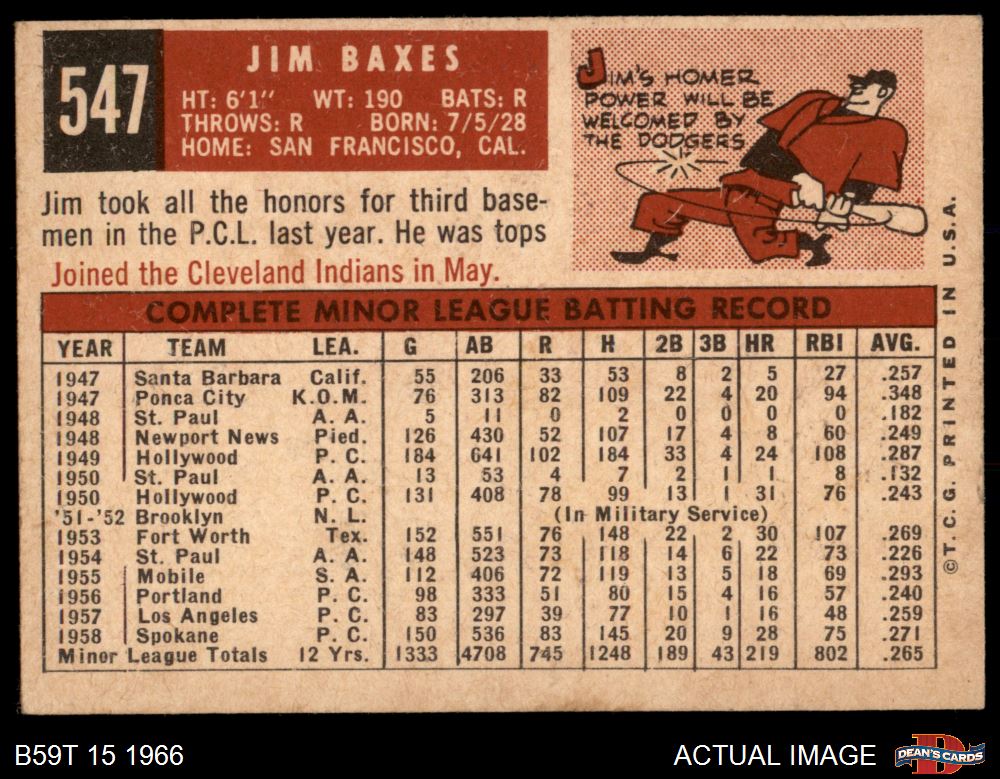 547
JIM BAXES
HT: 6'1" WT: 190 BATS: R
THROWS: R BORN: 7/5/28
HOME: SAN FRANCISCO, CAL.
JIM'S HOMER
POWER WILL BE
WELCOMED BY
THE DODGERS
Jim took all the honors for third base-
men in the P.C.L. last year. He was tops
Joined the Cleveland Indians in May.
COMPLETE MINOR LEAGUE BATTING RECORD
YEAR TEAM LEA. G AB R H 2B 3B HR RBI AVG.
1947 Santa Barbara Calif. 55 206 33 53 8 2 5 27 .257
1947 Ponca City K.O.M. 76 313 82 109 22 4 20 94 .348
1948 St. Paul A. A. 5 11 0 2 0 0 0 0 .182
1948 Newport News Pied. 126 430 52 107 17 4 8 60 .249
1949 Hollywood P. C. 184 641 102 184 33 4 24 108 .287
1950 St. Paul A. A. 13 53 4 7 2 1 1 8 .132
1950 Hollywood P. C. 131 408 78 99 13 1 31 76 .243
'51-'52 Brooklyn N. L. (In Military Service)
1953 Fort Worth Tex. 152 551 76 148 22 2 30 107 .269
1954 St. Paul A. A. 148 523 73 118 14 6 22 73 .226
1955 Mobile S. A. 112 406 72 119 13 5 18 69 .293
1956 Portland P. C. 98 333 51 80 15 4 16 57 .240
1957 Los Angeles P. C. 83 297 39 77 10 1 16 48 .259
1958 Spokane P. C. 150 536 83 145 20 9 28 75 .271
Minor League Totals 12 Yrs. 1333 4708 745 1248 189 43 219 802 .265
©T. C. G. PRINTED IN U.S.A.
B59T 15 1966
ACTUAL IMAGE
D
DEAN'S CARDS